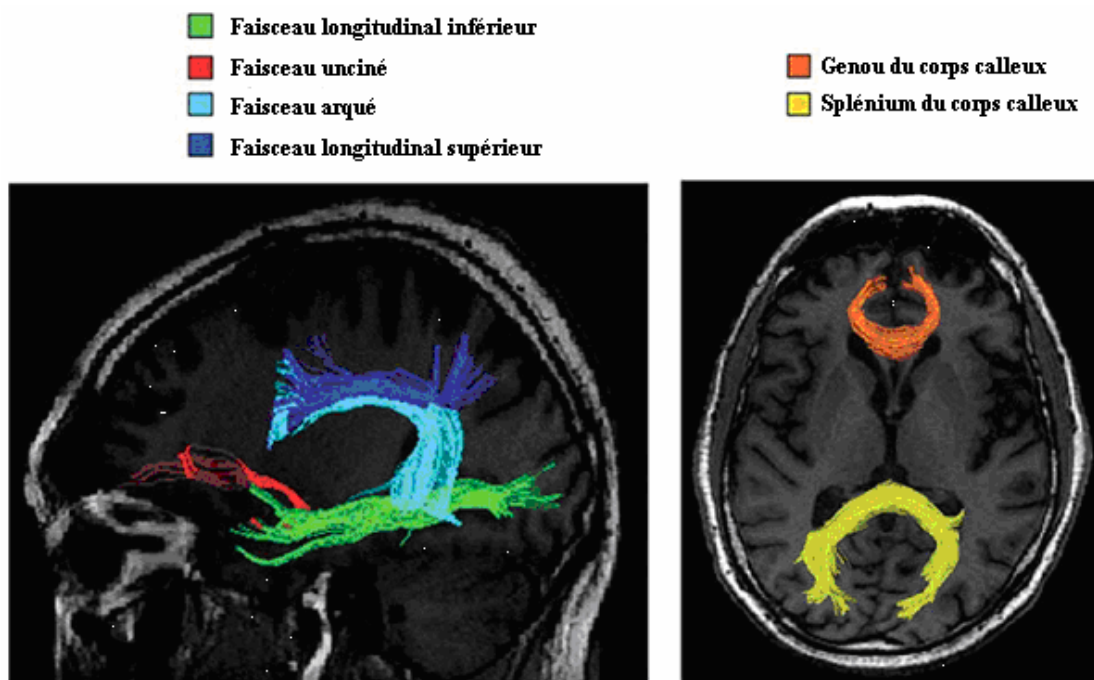 Faisceau longitudinal inférieur
Faisceau unciné
Faisceau arqué
Faisceau longitudinal supérieur
Genou du corps calleux
Splénium du corps calleux